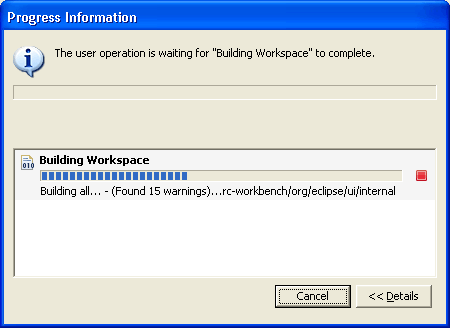 Progress Information
The user operation is waiting for "Building Workspace" to complete.
010
Building Workspace
Building all... - (Found 15 warnings)...rc-workbench/org/eclipse/ui/internal
Cancel
<< Details